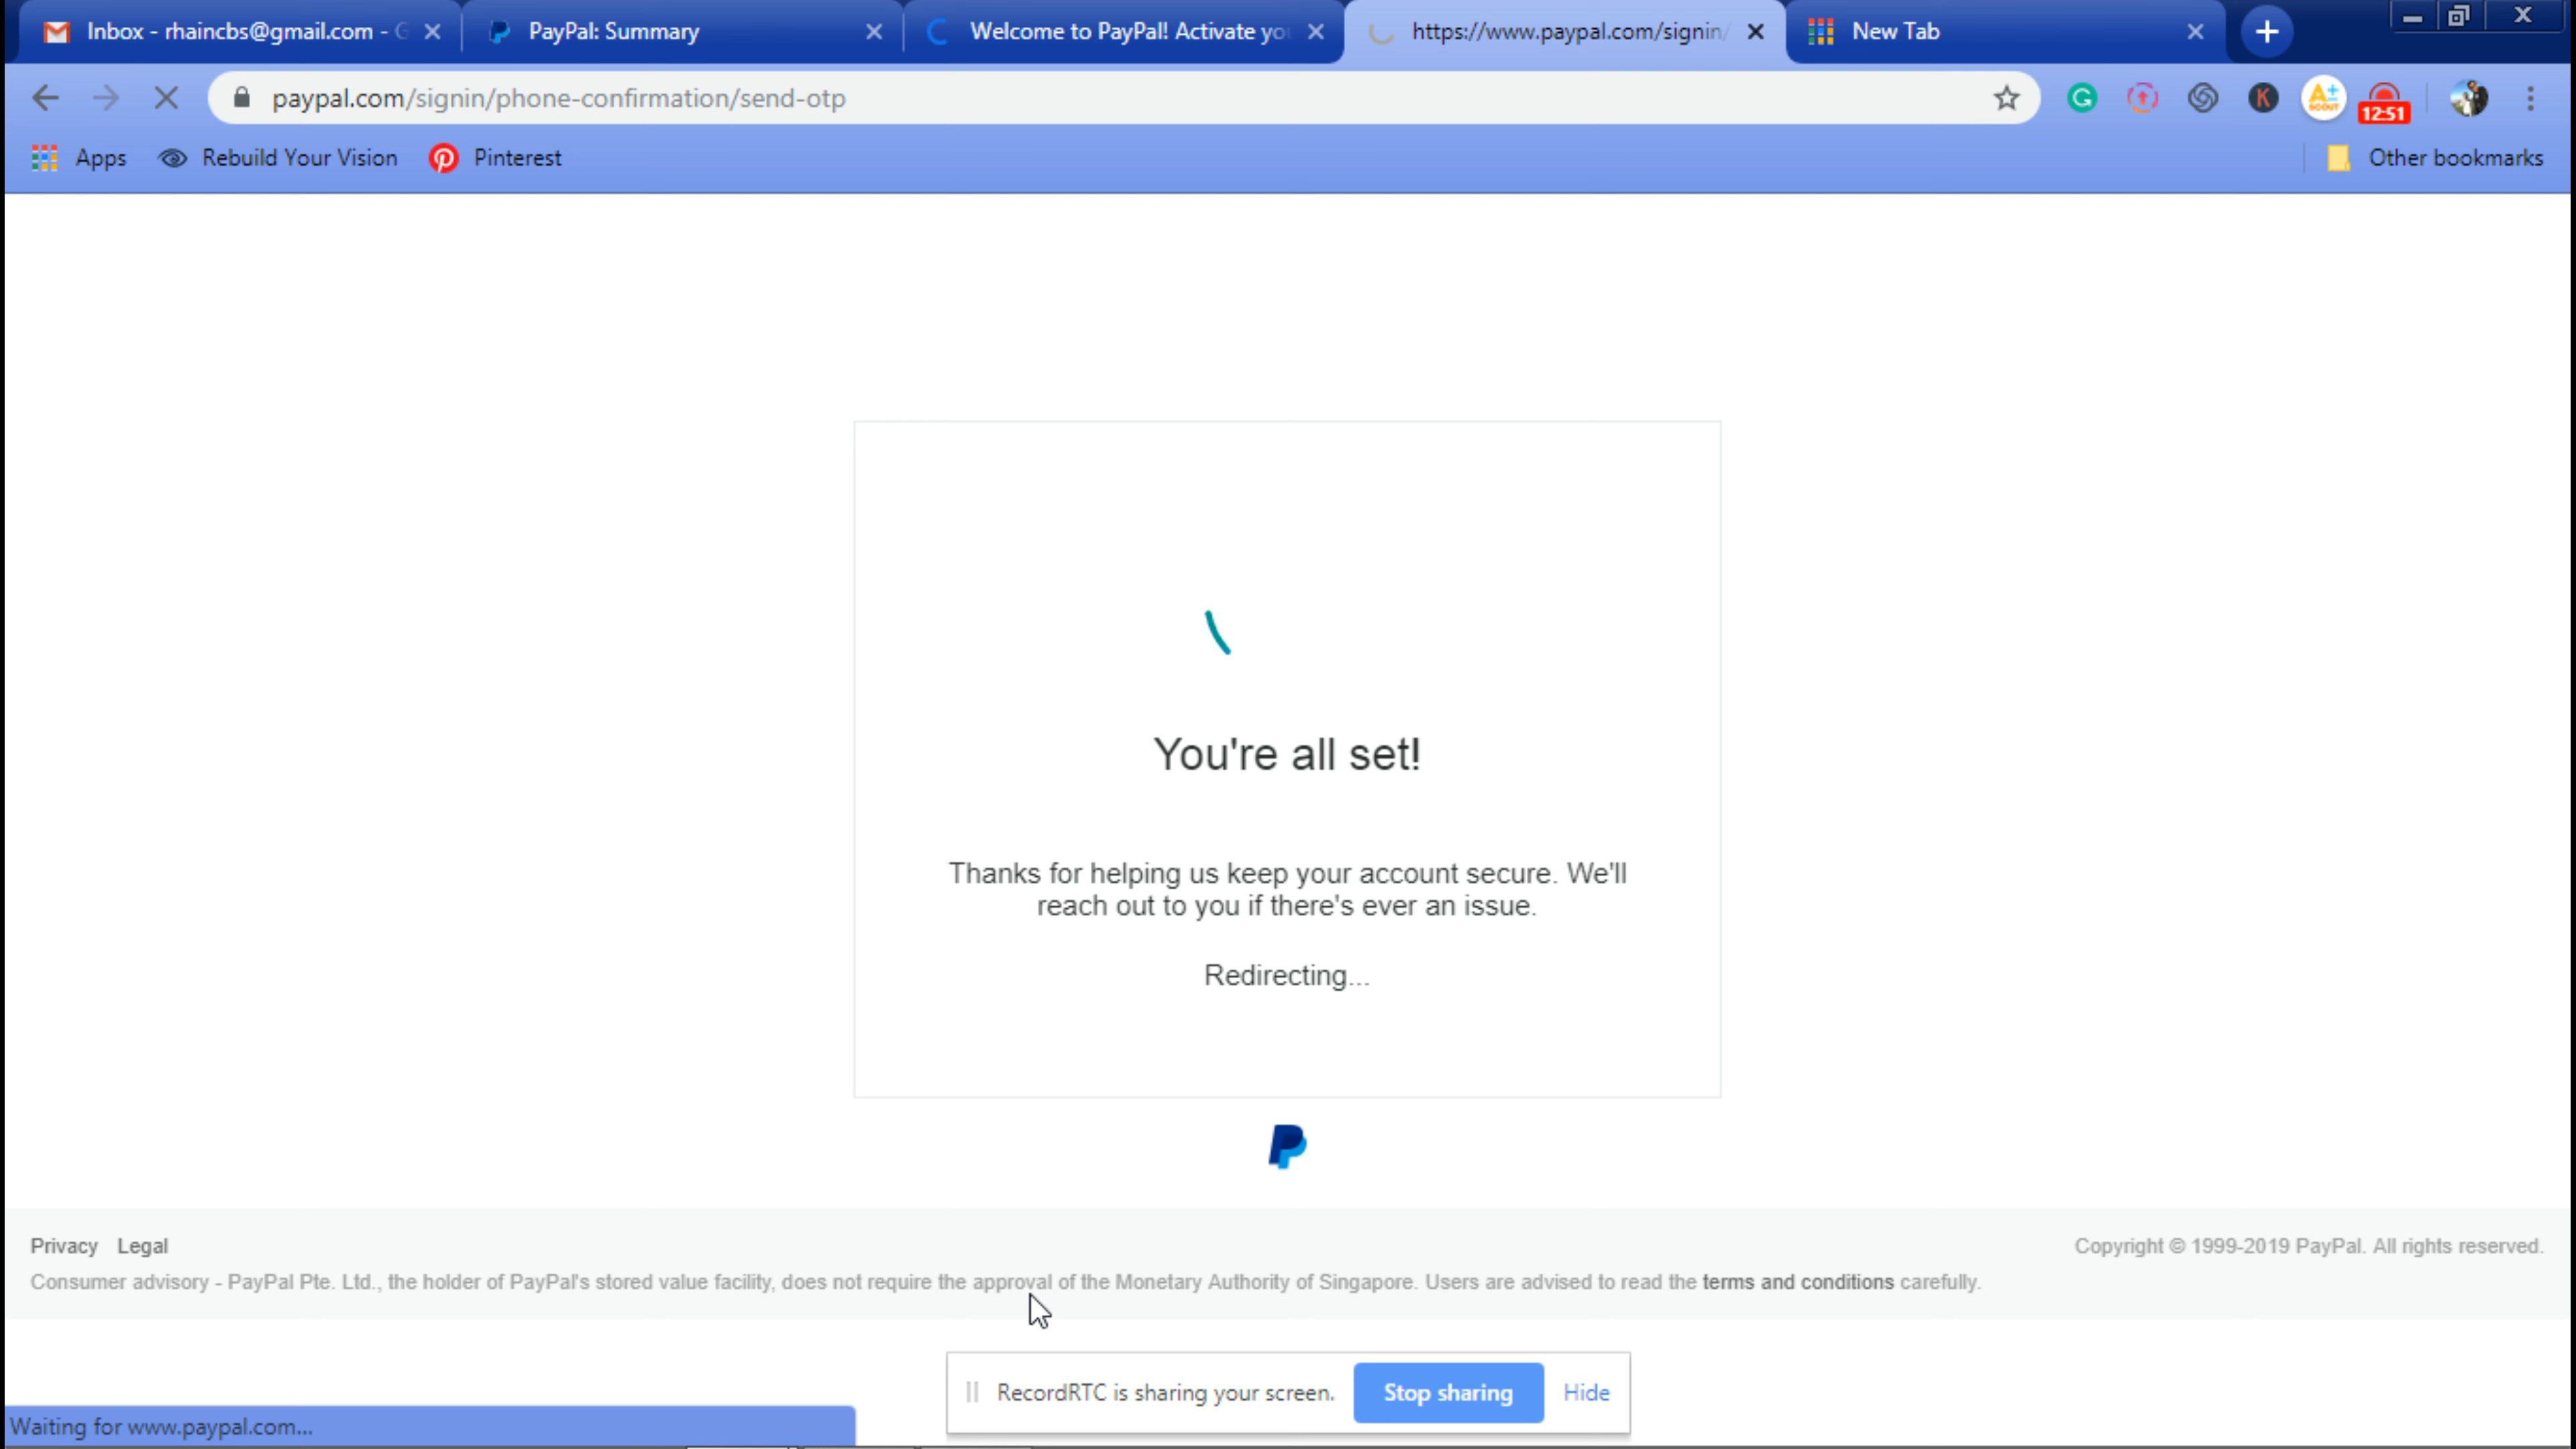 Inbox - rhaincbs@gmail.com - G
PayPal: Summary
Welcome to PayPal! Activate yo
https://www.paypal.com/signin/
New Tab
paypal.com/signin/phone-confirmation/send-otp
12:51
Apps
Rebuild Your Vision
Pinterest
Other bookmarks
You're all set!
Thanks for helping us keep your account secure. We'll
reach out to you if there's ever an issue.
Redirecting...
Privacy Legal
Copyright © 1999-2019 PayPal. All rights reserved.
Consumer advisory - PayPal Pte. Ltd., the holder of PayPal's stored value facility, does not require the approval of the Monetary Authority of Singapore. Users are advised to read the terms and conditions carefully.
RecordRTC is sharing your screen.
Stop sharing
Hide
Waiting for www.paypal.com...